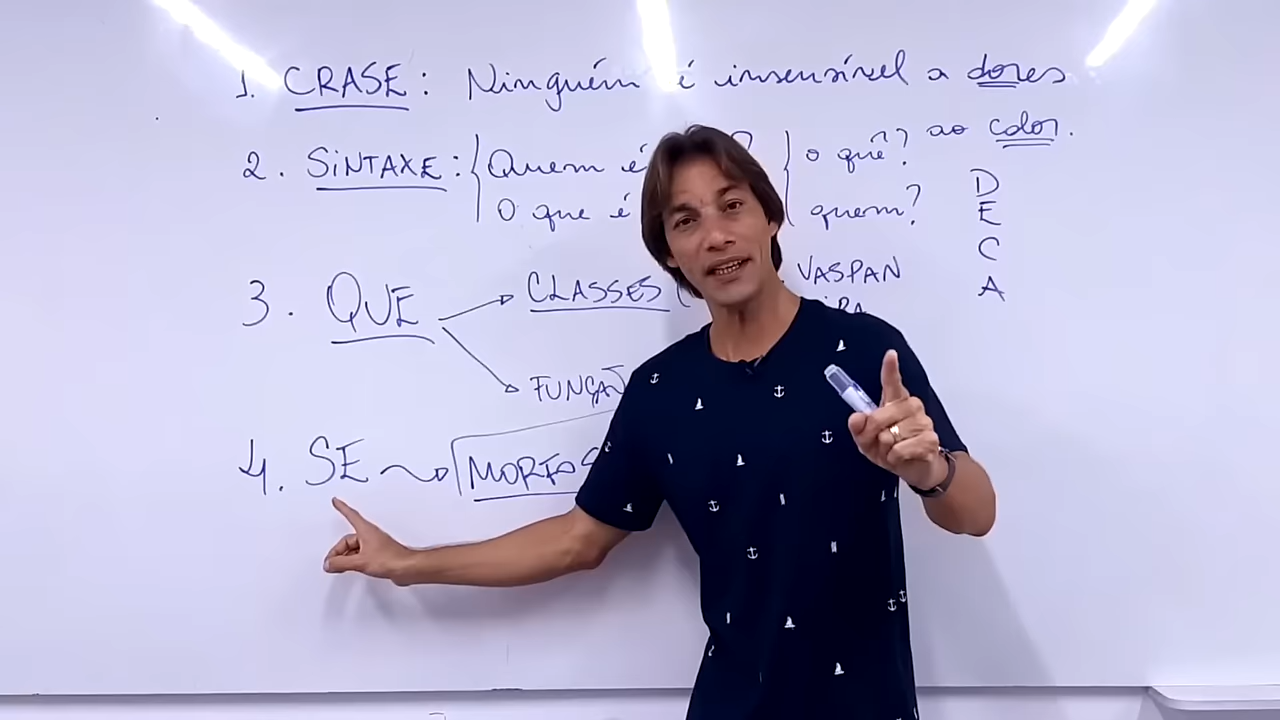 1. CRASE: Ninguém é insensível a dores
ao calor.
2. SINTAXE: { Quem é ? } o quê?
O que é quem?
D
E
C
A
3. QUE CLASSES ( VASPAN
FUNÇÃ
4. SE MORFOS